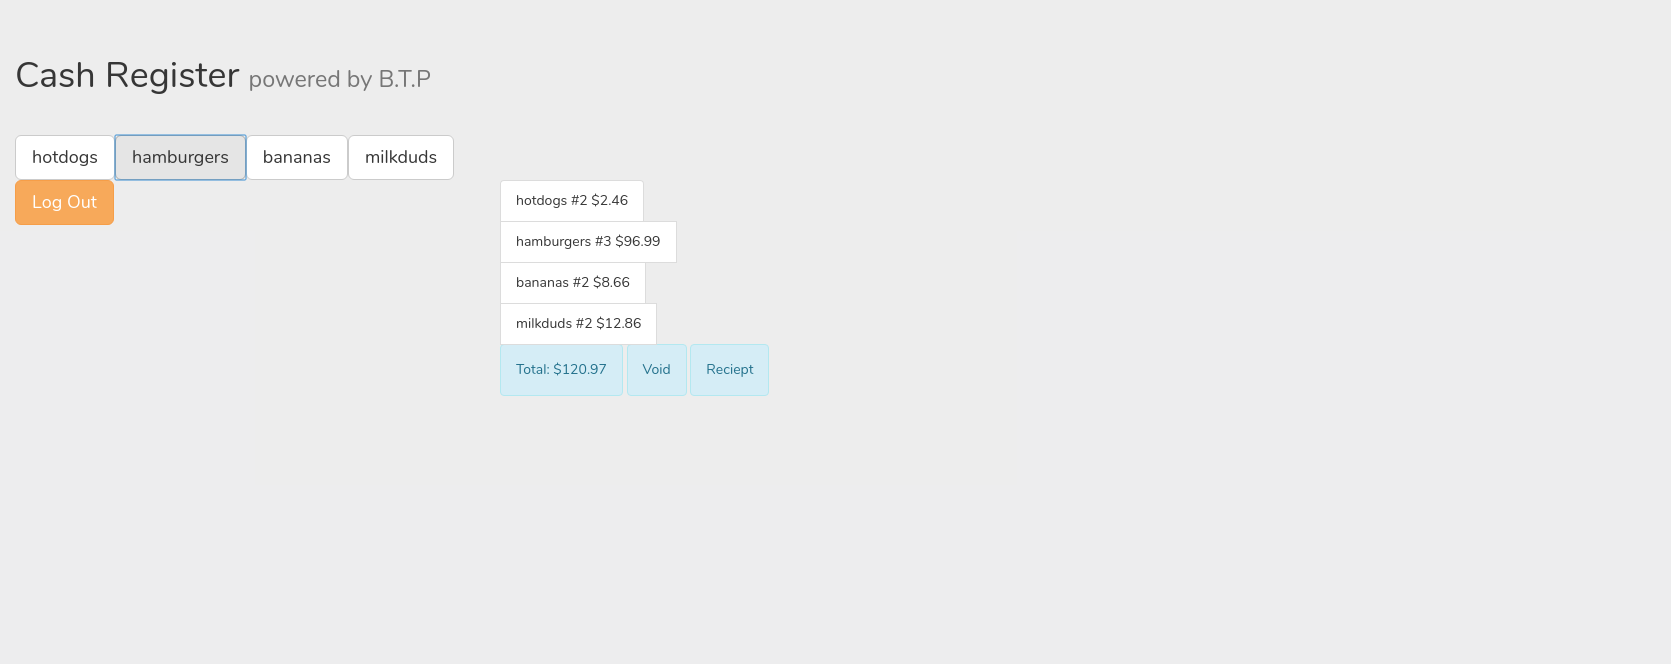 Cash Register powered by B.T.P
hotdogs hamburgers bananas milkduds
Log Out
hotdogs #2 $2.46
hamburgers #3 $96.99
bananas #2 $8.66
milkduds #2 $12.86
Total: $120.97 Void Reciept